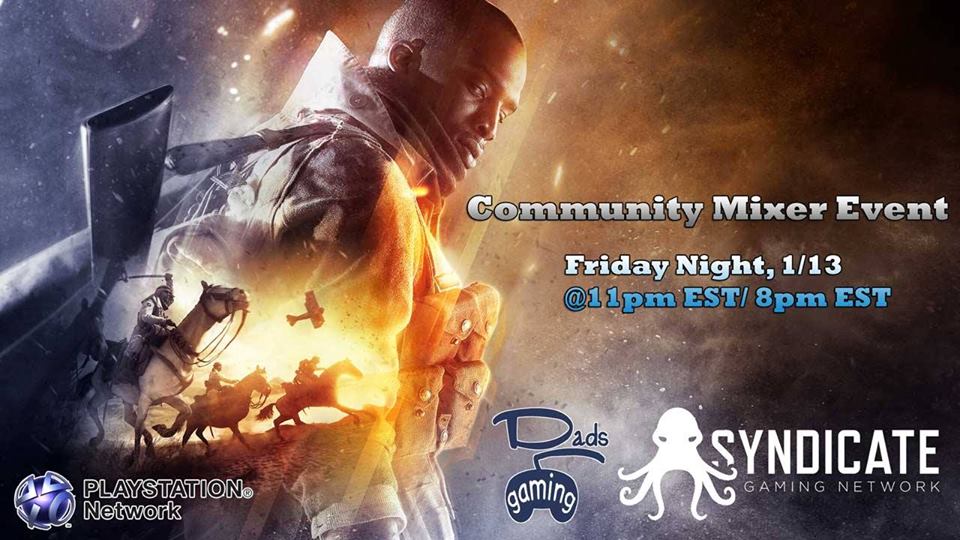 Community Mixer Event
Friday Night, 1/13
@11pm EST/ 8pm EST
Dads
gaming
SYNDICATE
GAMING NETWORK
PLAYSTATION®
Network